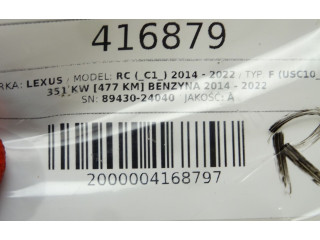 416879
RKA: LEXUS / MODEL: RC (_C1_) 2014 - 2022 / TYP: F (USC10_
351 KW [477 KM] BENZYNA 2014 - 2022
SN: 89430-24040 JAKOŚĆ: A
2000004168797
R